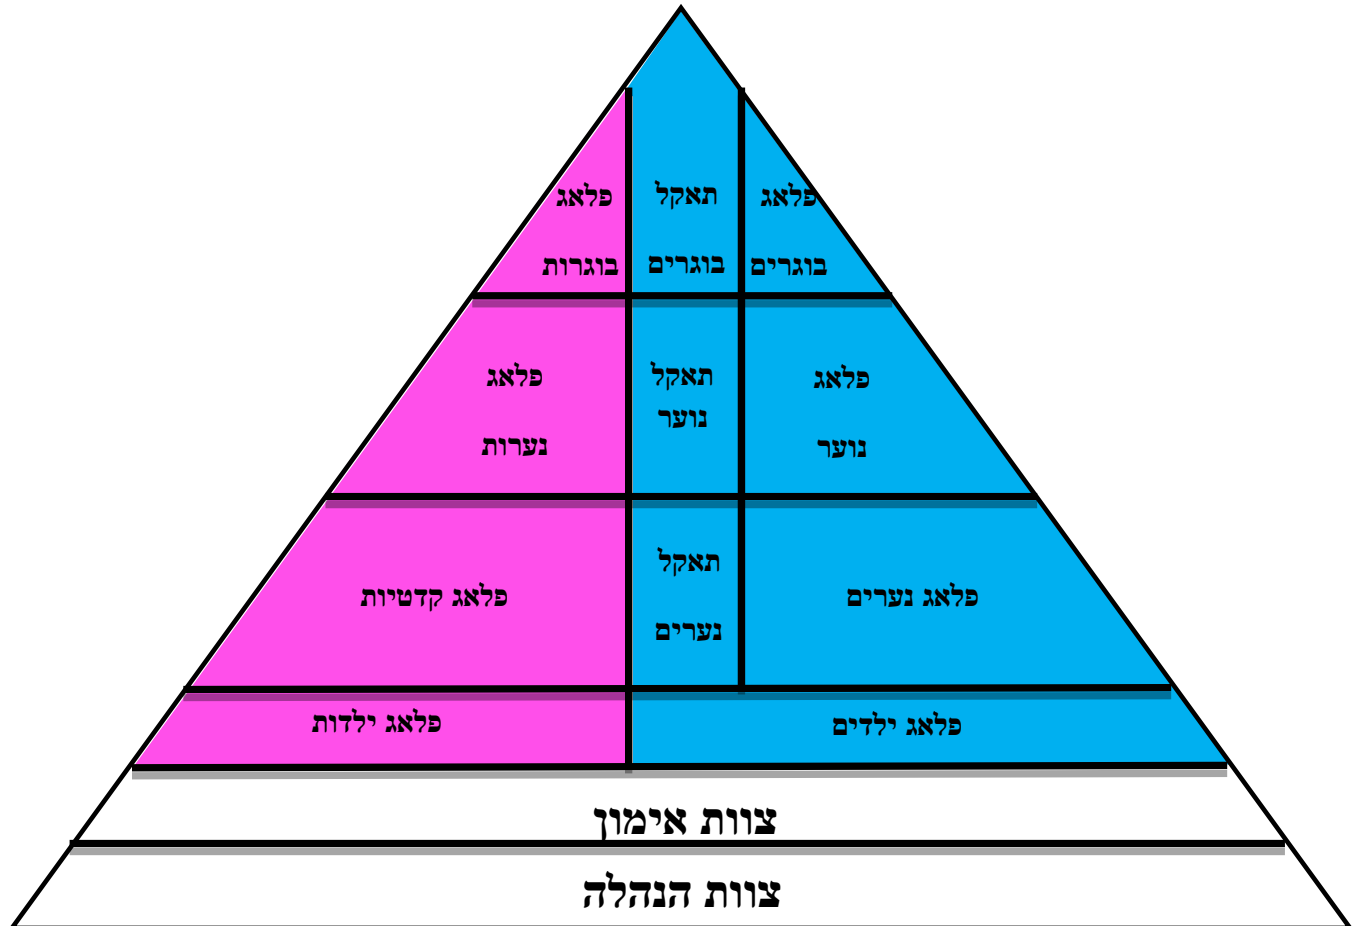 פלאג
בוגרים
תאקל
בוגרים
פלאג
בוגרות
פלאג
נוער
תאקל
נוער
פלאג
נערות
פלאג נערים
תאקל
נערים
פלאג קדטיות
פלאג ילדים
פלאג ילדות
צוות אימון
צוות הנהלה